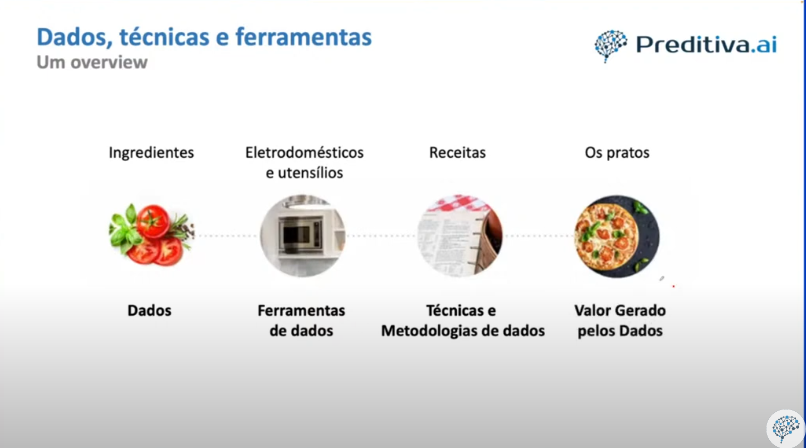 Dados, técnicas e ferramentas
Um overview
Preditiva.ai
Ingredientes
Eletrodomésticos
e utensílios
Receitas
Os pratos
Dados
Ferramentas
de dados
Técnicas e
Metodologias de dados
Valor Gerado
pelos Dados